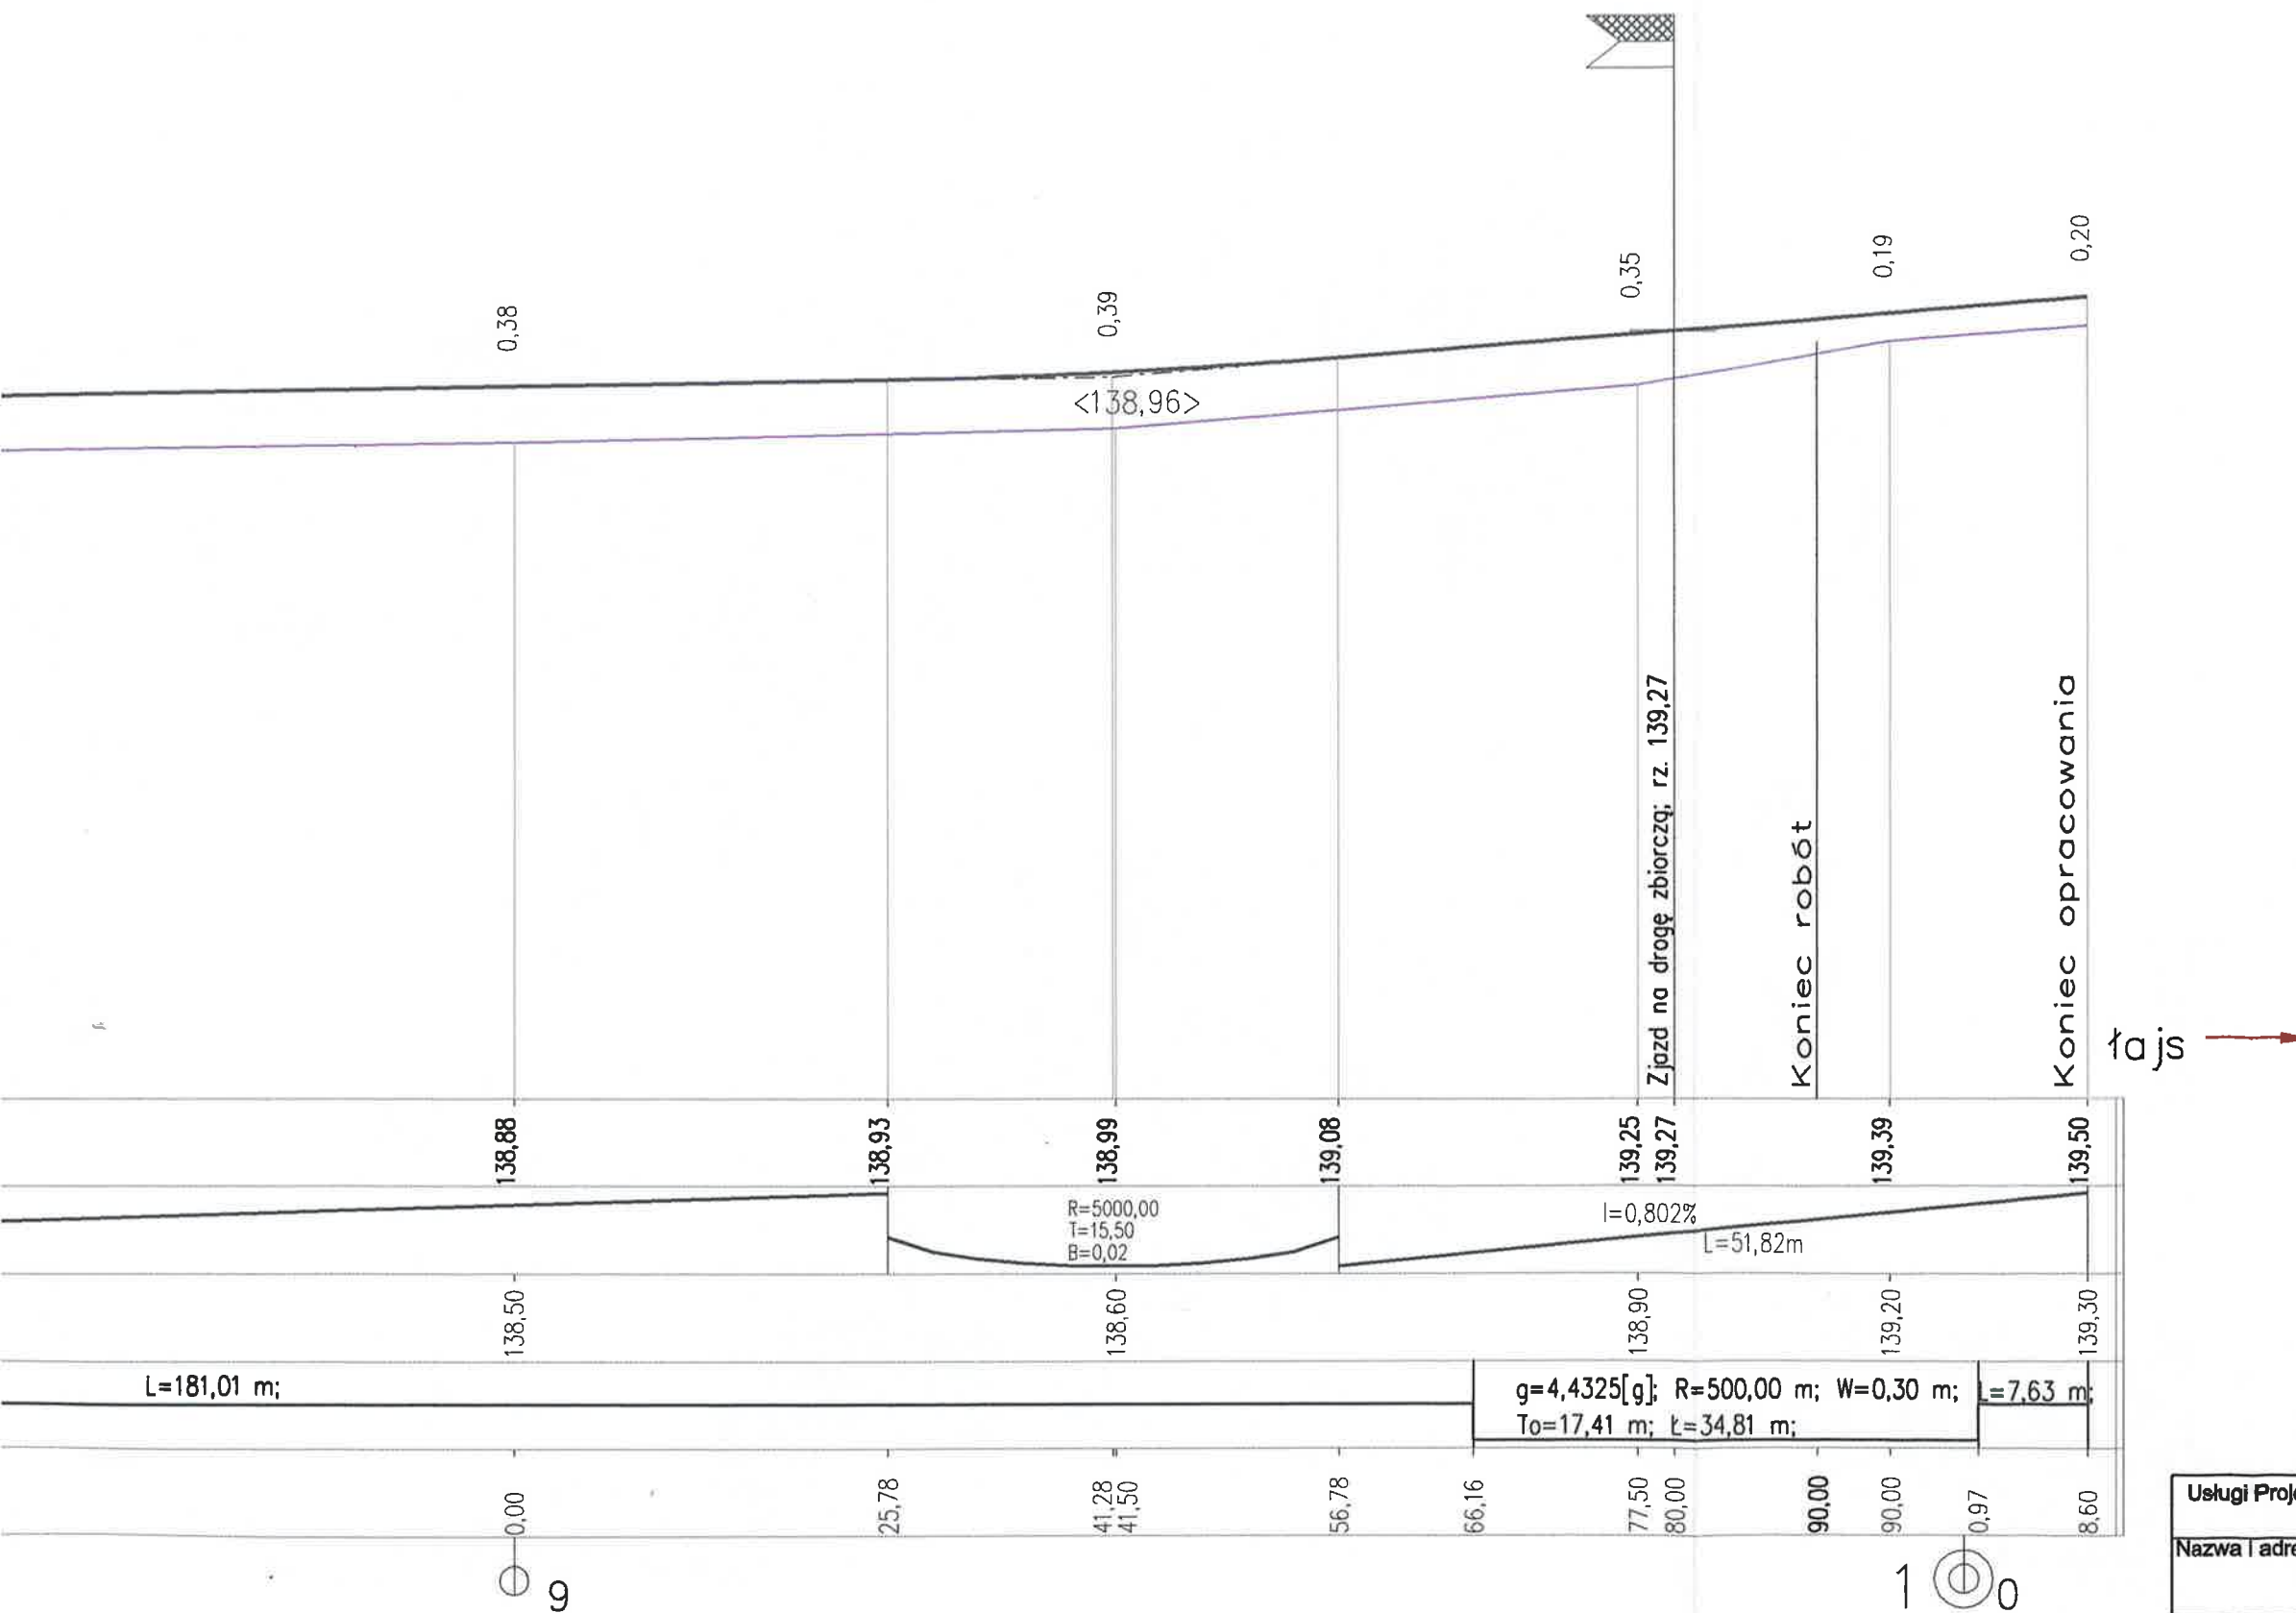 0,38
0,39
0,35
0,19
0,20
<138,96>
Zjazd na drogę zbiorczą; rz. 139,27
Koniec robót
Koniec opracowania
łajs
138,88
138,93
138,99
139,08
139,25
139,27
139,39
139,50
R=5000,00
T=15,50
B=0,02
I=0,802%
L=51,82m
138,50
138,60
138,90
139,20
139,30
L=181,01 m;
g=4,4325[g]; R=500,00 m; W=0,30 m;
To=17,41 m; Ł=34,81 m;
L=7,63 m;
0,00
25,78
41,28
41,50
56,78
66,16
77,50
80,00
90,00
90,00
0,97
8,60
9
1 0
Usługi Proj
Nazwa i adre